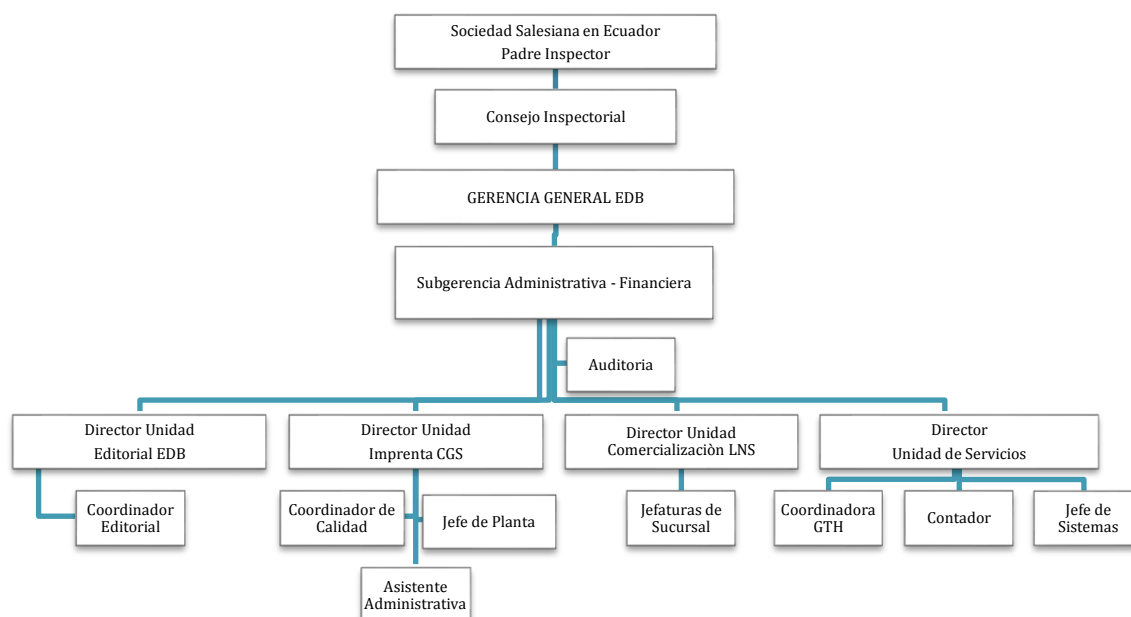 Sociedad Salesiana en Ecuador
Padre Inspector
Consejo Inspectorial
GERENCIA GENERAL EDB
Subgerencia Administrativa - Financiera
Auditoria
Director Unidad
Editorial EDB
Director Unidad
Imprenta CGS
Director Unidad
Comercializaciòn LNS
Director
Unidad de Servicios
Coordinador
Editorial
Coordinador de
Calidad
Jefe de Planta
Asistente
Administrativa
Jefaturas de
Sucursal
Coordinadora
GTH
Contador
Jefe de
Sistemas